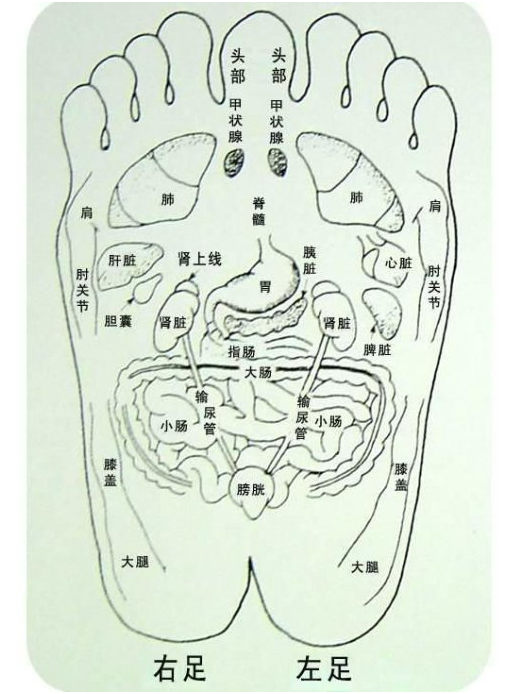 头部
头部
甲状腺
甲状腺
肺
肺
肩
脊髓
肩
肝脏
肾上线
胰脏
心脏
肘关节
胃
肘关节
胆囊
肾脏
肾脏
脾脏
指肠
大肠
输尿管
输尿管
小肠
小肠
膝盖
膀胱
膝盖
大腿
大腿
右足
左足